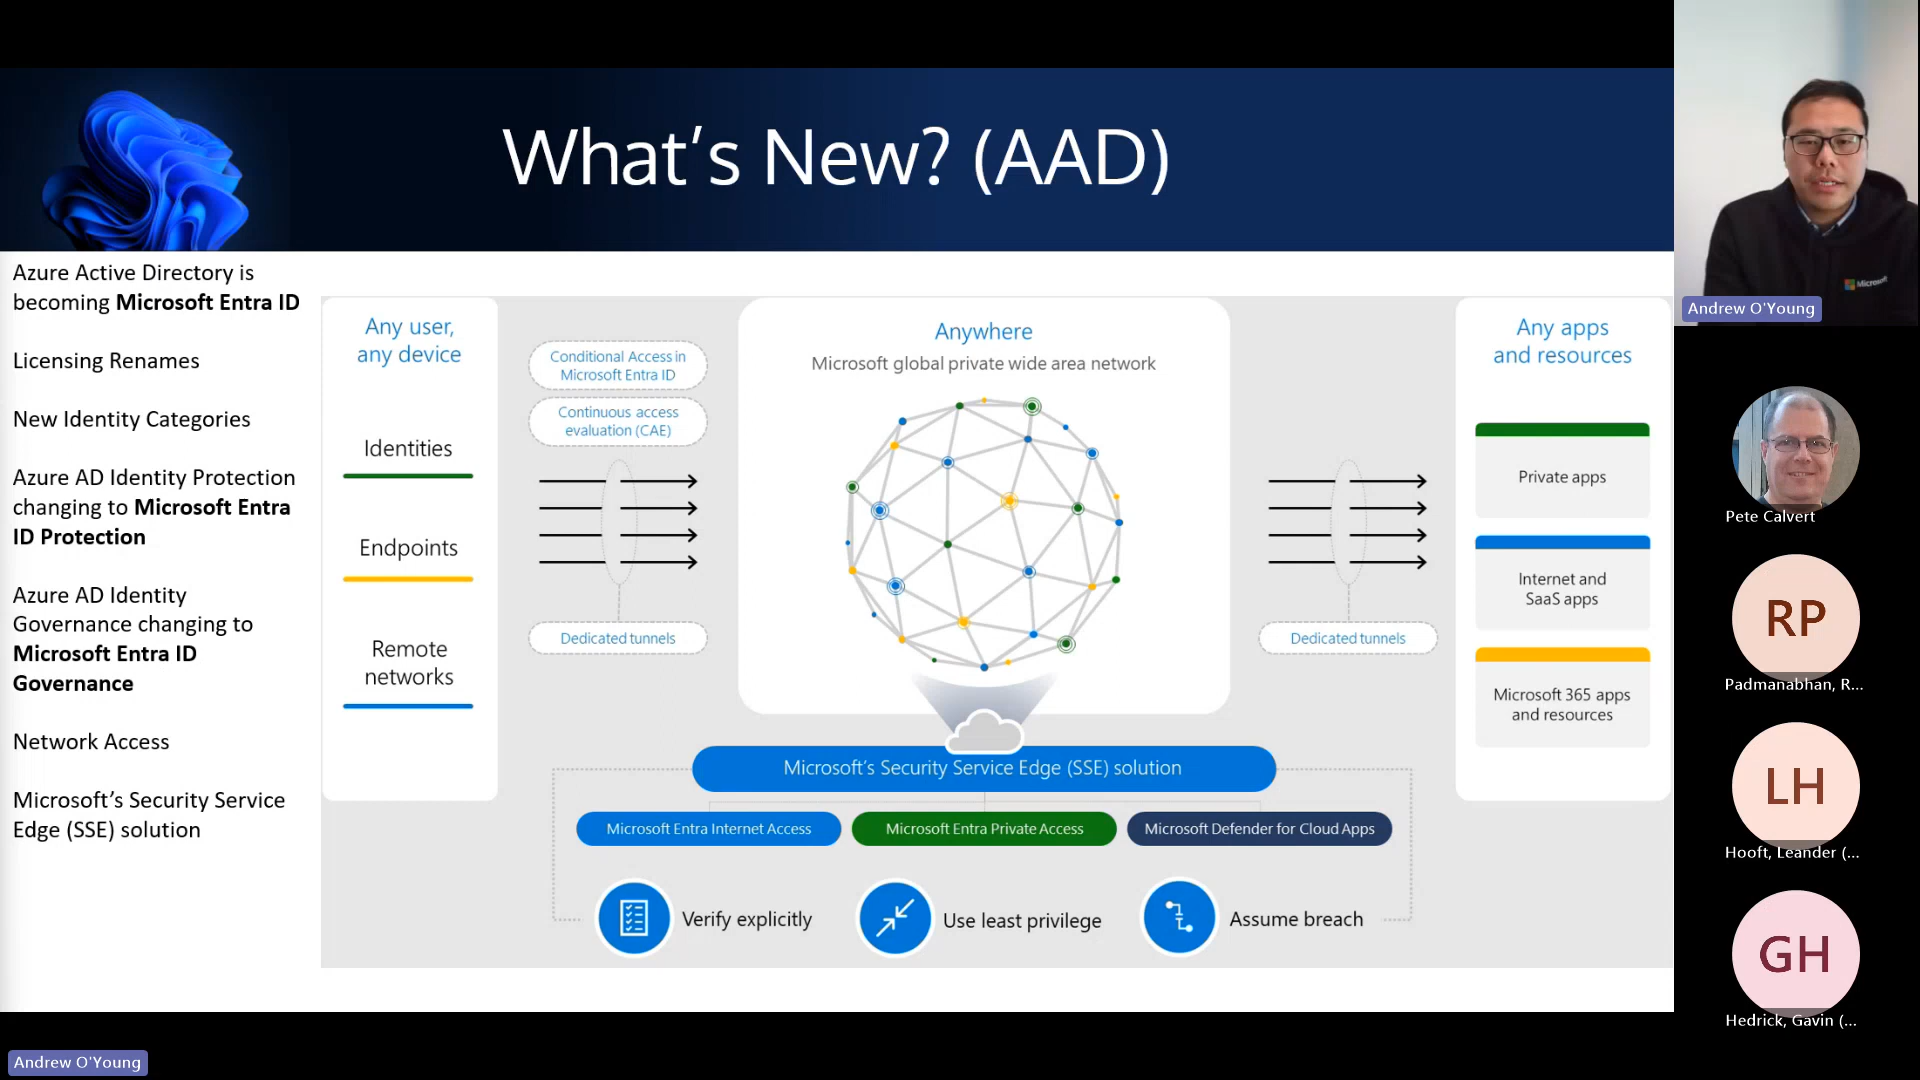 What's New? (AAD)
Azure Active Directory is
becoming Microsoft Entra ID
Licensing Renames
New Identity Categories
Azure AD Identity Protection
changing to Microsoft Entra
ID Protection
Azure AD Identity
Governance changing to
Microsoft Entra ID
Governance
Network Access
Microsoft's Security Service
Edge (SSE) solution
Any user,
any device
Identities
Endpoints
Remote
networks
Conditional Access in
Microsoft Entra ID
Continuous access
evaluation (CAE)
Dedicated tunnels
Anywhere
Microsoft global private wide area network
Dedicated tunnels
Any apps
and resources
Private apps
Internet and
SaaS apps
Microsoft 365 apps
and resources
Microsoft's Security Service Edge (SSE) solution
Microsoft Entra Internet Access
Microsoft Entra Private Access
Microsoft Defender for Cloud Apps
Verify explicitly
Use least privilege
Assume breach
Microsoft
Andrew O'Young
Pete Calvert
RP
Padmanabhan, R...
LH
Hooft, Leander (...
GH
Hedrick, Gavin (...
Andrew O'Young